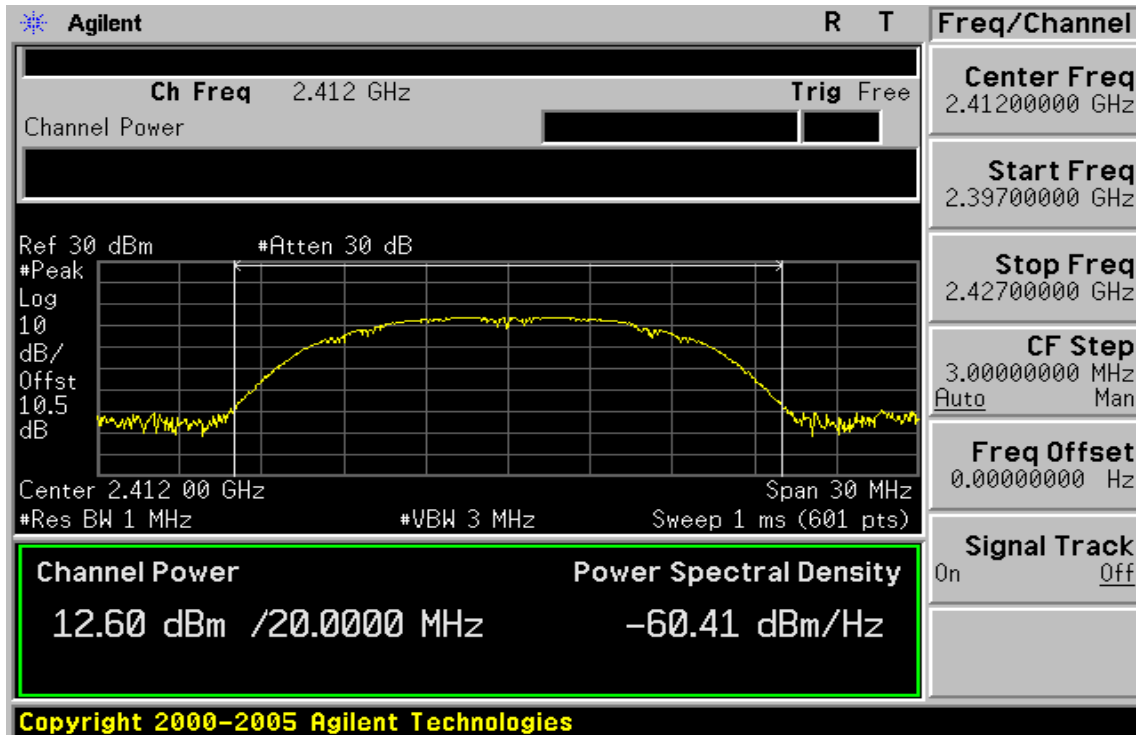 Agilent R T
Ch Freq 2.412 GHz Trig Free
Channel Power
Ref 30 dBm #Atten 30 dB
#Peak
Log
10
dB/
Offst
10.5
dB
Center 2.412 00 GHz Span 30 MHz
#Res BW 1 MHz #VBW 3 MHz Sweep 1 ms (601 pts)
Channel Power Power Spectral Density
12.60 dBm /20.0000 MHz -60.41 dBm/Hz
Copyright 2000-2005 Agilent Technologies
Freq/Channel
Center Freq
2.41200000 GHz
Start Freq
2.39700000 GHz
Stop Freq
2.42700000 GHz
CF Step
3.00000000 MHz
Auto Man
Freq Offset
0.00000000 Hz
Signal Track
On Off